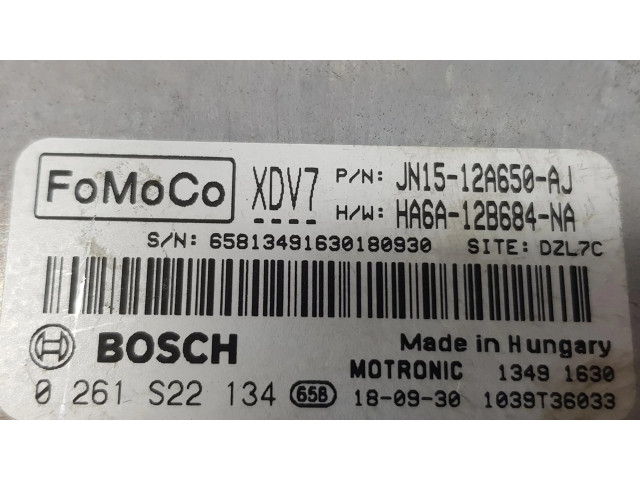 FoMoCo XDV7 P/N: JN15-12A650-AJ
H/W: HA6A-12B684-NA
S/N: 65813491630180930 SITE: DZL7C
BOSCH Made in Hungary
MOTRONIC 1349 1630
0 261 S22 134 65B 18-09-30 1039T36033